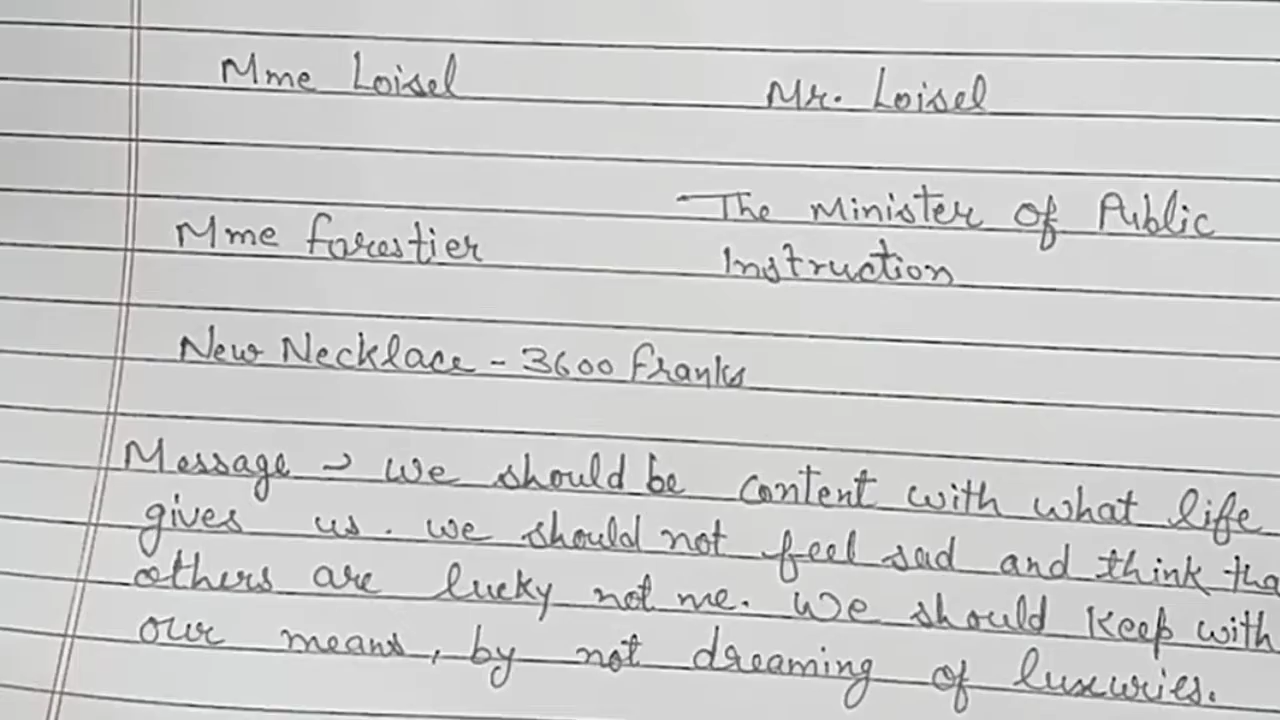 Mme Loisel Mr. Loisel
Mme forestier The Minister of Public
Instruction
New Necklace - 3600 franks
Message → we should be content with what life
gives us. we should not feel sad and think tha
others are lucky not me. we should keep with
our means, by not dreaming of luxuries.